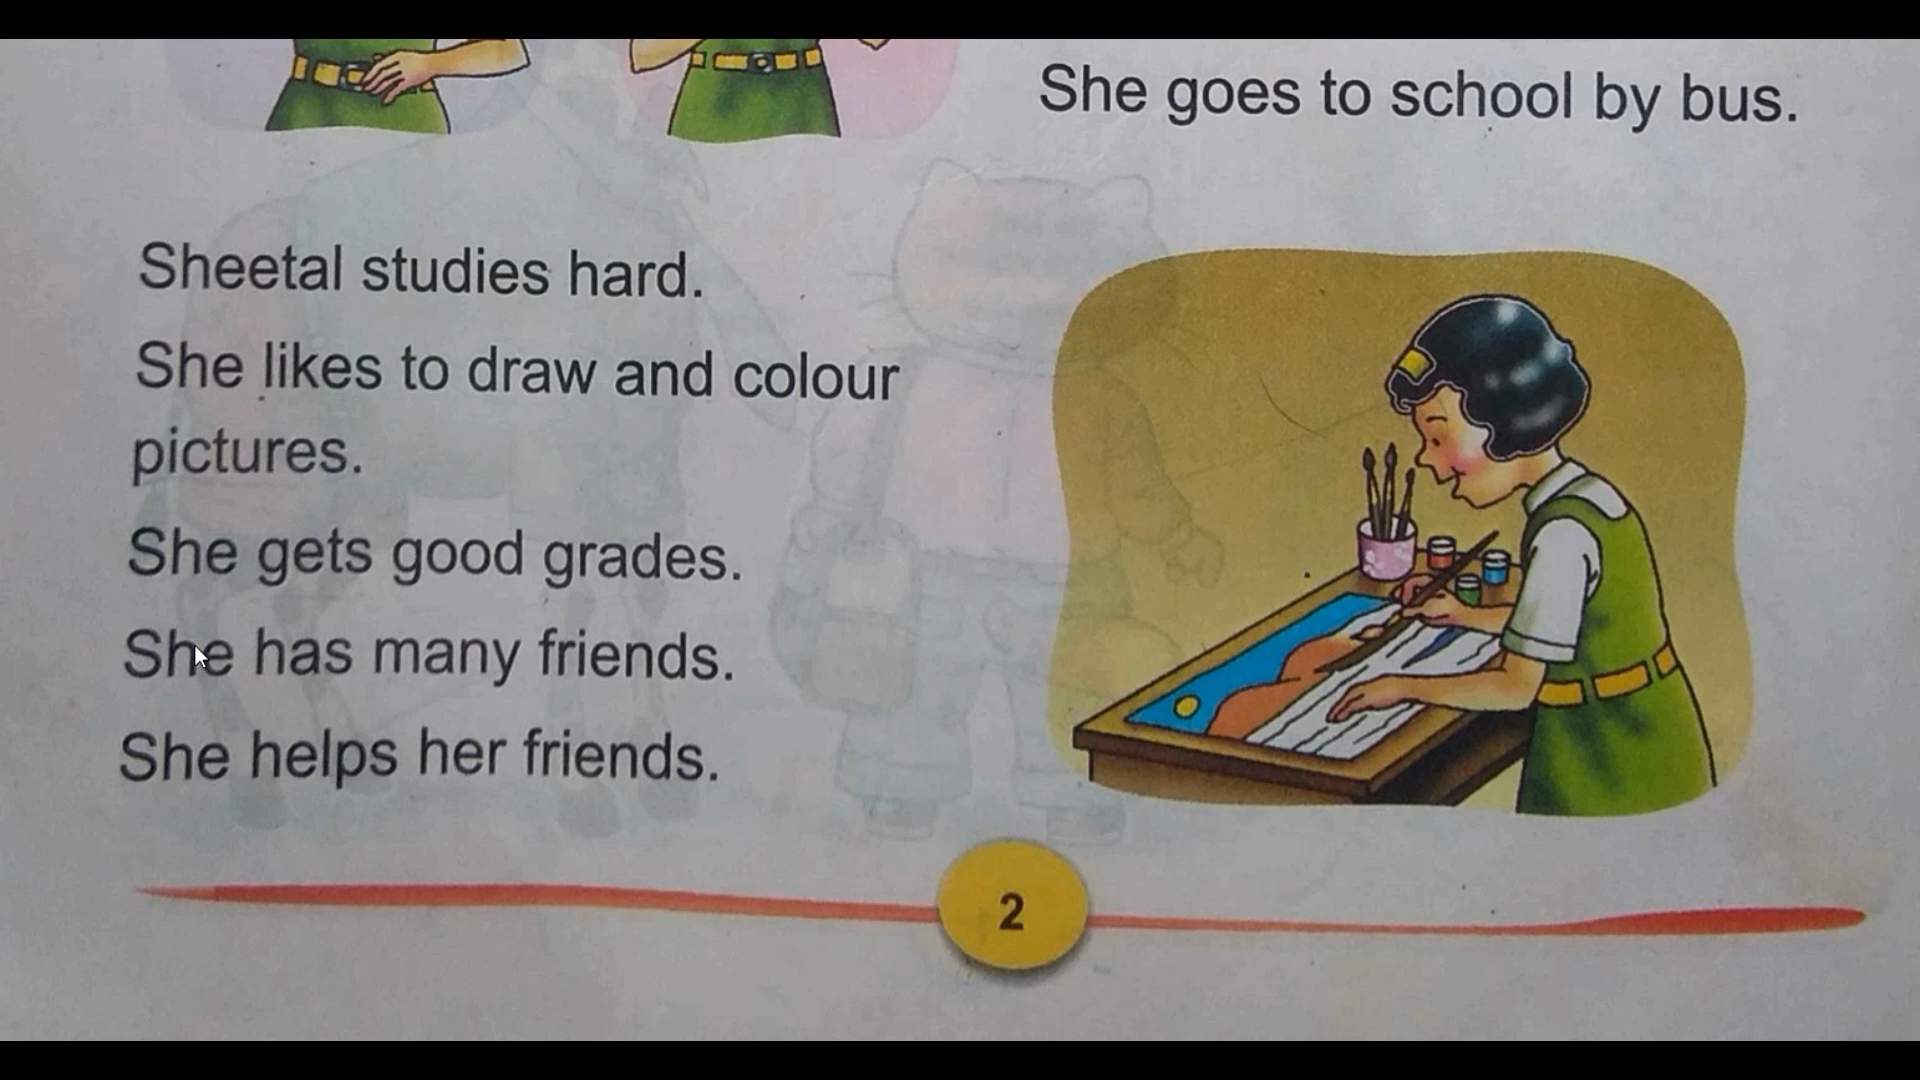 She goes to school by bus.
Sheetal studies hard.
She likes to draw and colour
pictures.
She gets good grades.
She has many friends.
She helps her friends.
2